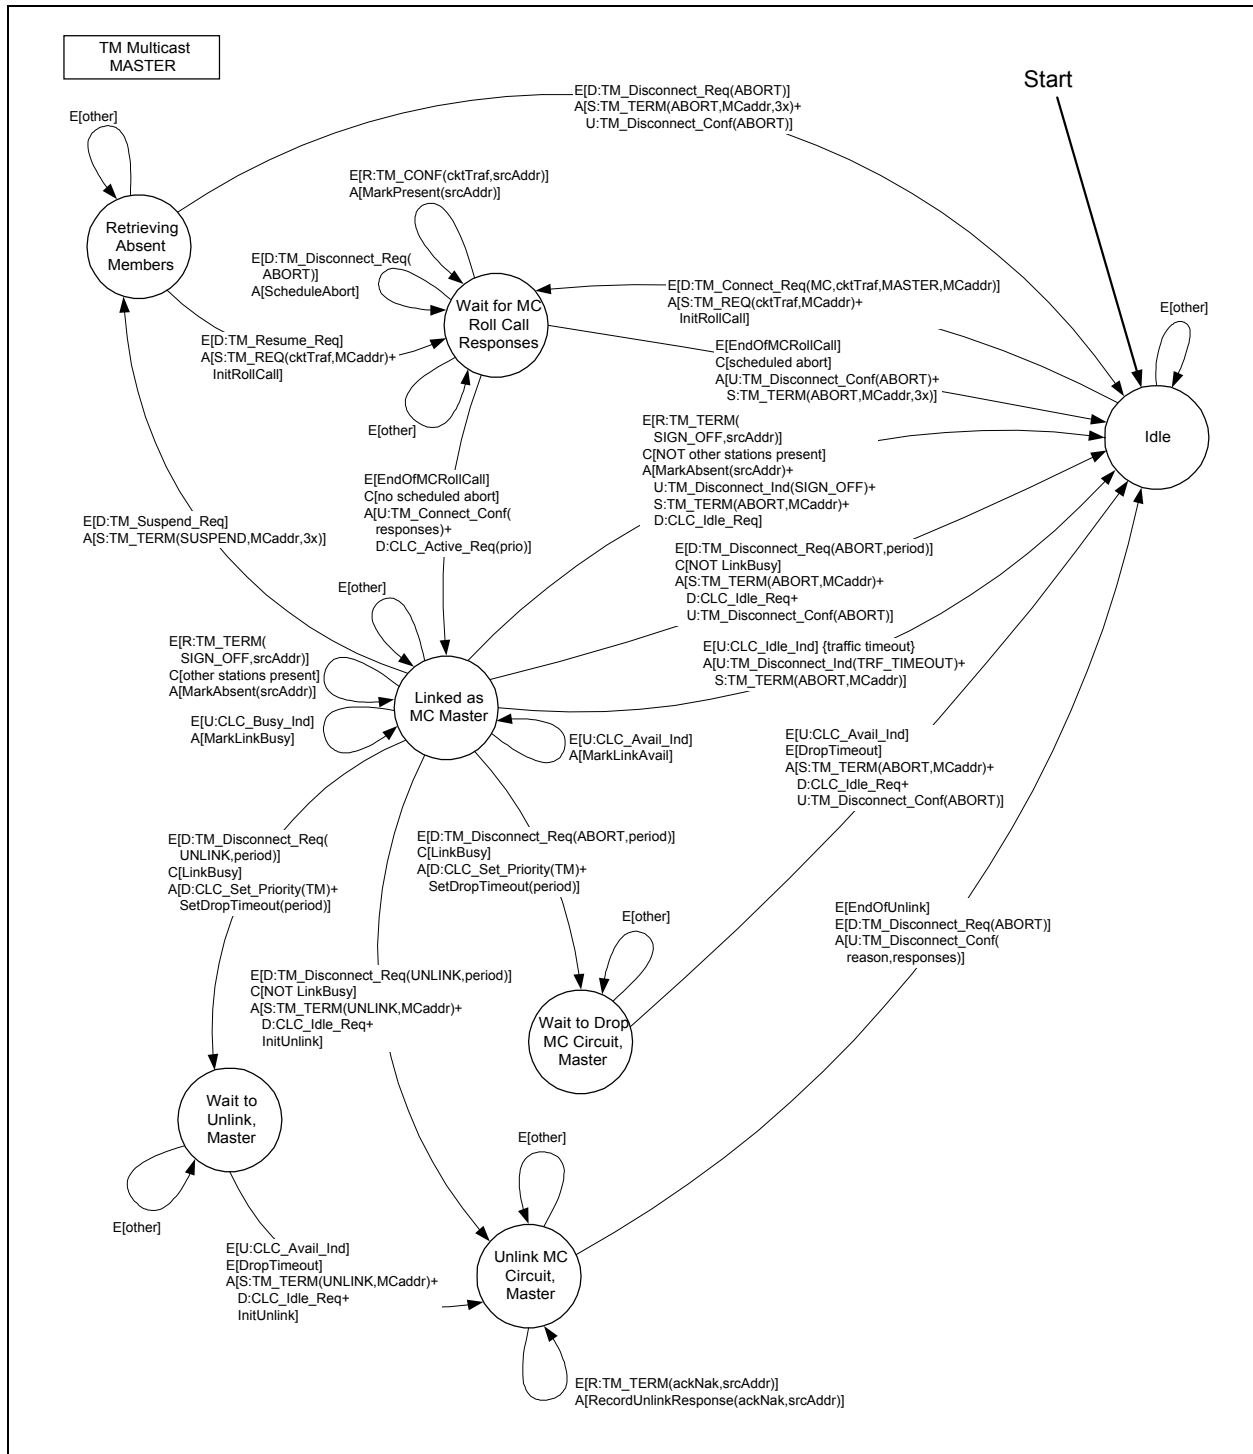 TM Multicast
MASTER
Start
E[D:TM_Disconnect_Req(ABORT)]
A[S:TM_TERM(ABORT,MCaddr,3x)+
U:TM_Disconnect_Conf(ABORT)]
E[other]
E[R:TM_CONF(cktTraf,srcAddr)]
A[MarkPresent(srcAddr)]
Retrieving
Absent
Members
E[D:TM_Disconnect_Req(
ABORT)]
A[ScheduleAbort]
Wait for MC
Roll Call
Responses
E[D:TM_Connect_Req(MC,cktTraf,MASTER,MCaddr)]
A[S:TM_REQ(cktTraf,MCaddr)+
InitRollCall]
E[other]
E[D:TM_Resume_Req]
A[S:TM_REQ(cktTraf,MCaddr)+
InitRollCall]
E[EndOfMCRollCall]
C[scheduled abort]
A[U:TM_Disconnect_Conf(ABORT)+
S:TM_TERM(ABORT,MCaddr,3x)]
E[other]
Idle
E[R:TM_TERM(
SIGN_OFF,srcAddr)]
C[NOT other stations present]
A[MarkAbsent(srcAddr)+
U:TM_Disconnect_Ind(SIGN_OFF)+
S:TM_TERM(ABORT,MCaddr)+
D:CLC_Idle_Req]
E[EndOfMCRollCall]
C[no scheduled abort]
A[U:TM_Connect_Conf(
responses)+
D:CLC_Active_Req(prio)]
E[D:TM_Suspend_Req]
A[S:TM_TERM(SUSPEND,MCaddr,3x)]
E[D:TM_Disconnect_Req(ABORT,period)]
C[NOT LinkBusy]
A[S:TM_TERM(ABORT,MCaddr)+
D:CLC_Idle_Req+
U:TM_Disconnect_Conf(ABORT)]
E[other]
E[R:TM_TERM(
SIGN_OFF,srcAddr)]
C[other stations present]
A[MarkAbsent(srcAddr)]
E[U:CLC_Idle_Ind] {traffic timeout}
A[U:TM_Disconnect_Ind(TRF_TIMEOUT)+
S:TM_TERM(ABORT,MCaddr)]
Linked as
MC Master
E[U:CLC_Busy_Ind]
A[MarkLinkBusy]
E[U:CLC_Avail_Ind]
A[MarkLinkAvail]
E[U:CLC_Avail_Ind]
E[DropTimeout]
A[S:TM_TERM(ABORT,MCaddr)+
D:CLC_Idle_Req+
U:TM_Disconnect_Conf(ABORT)]
E[D:TM_Disconnect_Req(
UNLINK,period)]
C[LinkBusy]
A[D:CLC_Set_Priority(TM)+
SetDropTimeout(period)]
E[D:TM_Disconnect_Req(ABORT,period)]
C[LinkBusy]
A[D:CLC_Set_Priority(TM)+
SetDropTimeout(period)]
E[other]
E[EndOfUnlink]
E[D:TM_Disconnect_Req(ABORT)]
A[U:TM_Disconnect_Conf(
reason,responses)]
E[D:TM_Disconnect_Req(UNLINK,period)]
C[NOT LinkBusy]
A[S:TM_TERM(UNLINK,MCaddr)+
D:CLC_Idle_Req+
InitUnlink]
Wait to Drop
MC Circuit,
Master
Wait to
Unlink,
Master
E[other]
E[other]
E[U:CLC_Avail_Ind]
E[DropTimeout]
A[S:TM_TERM(UNLINK,MCaddr)+
D:CLC_Idle_Req+
InitUnlink]
Unlink MC
Circuit,
Master
E[R:TM_TERM(ackNak,srcAddr)]
A[RecordUnlinkResponse(ackNak,srcAddr)]